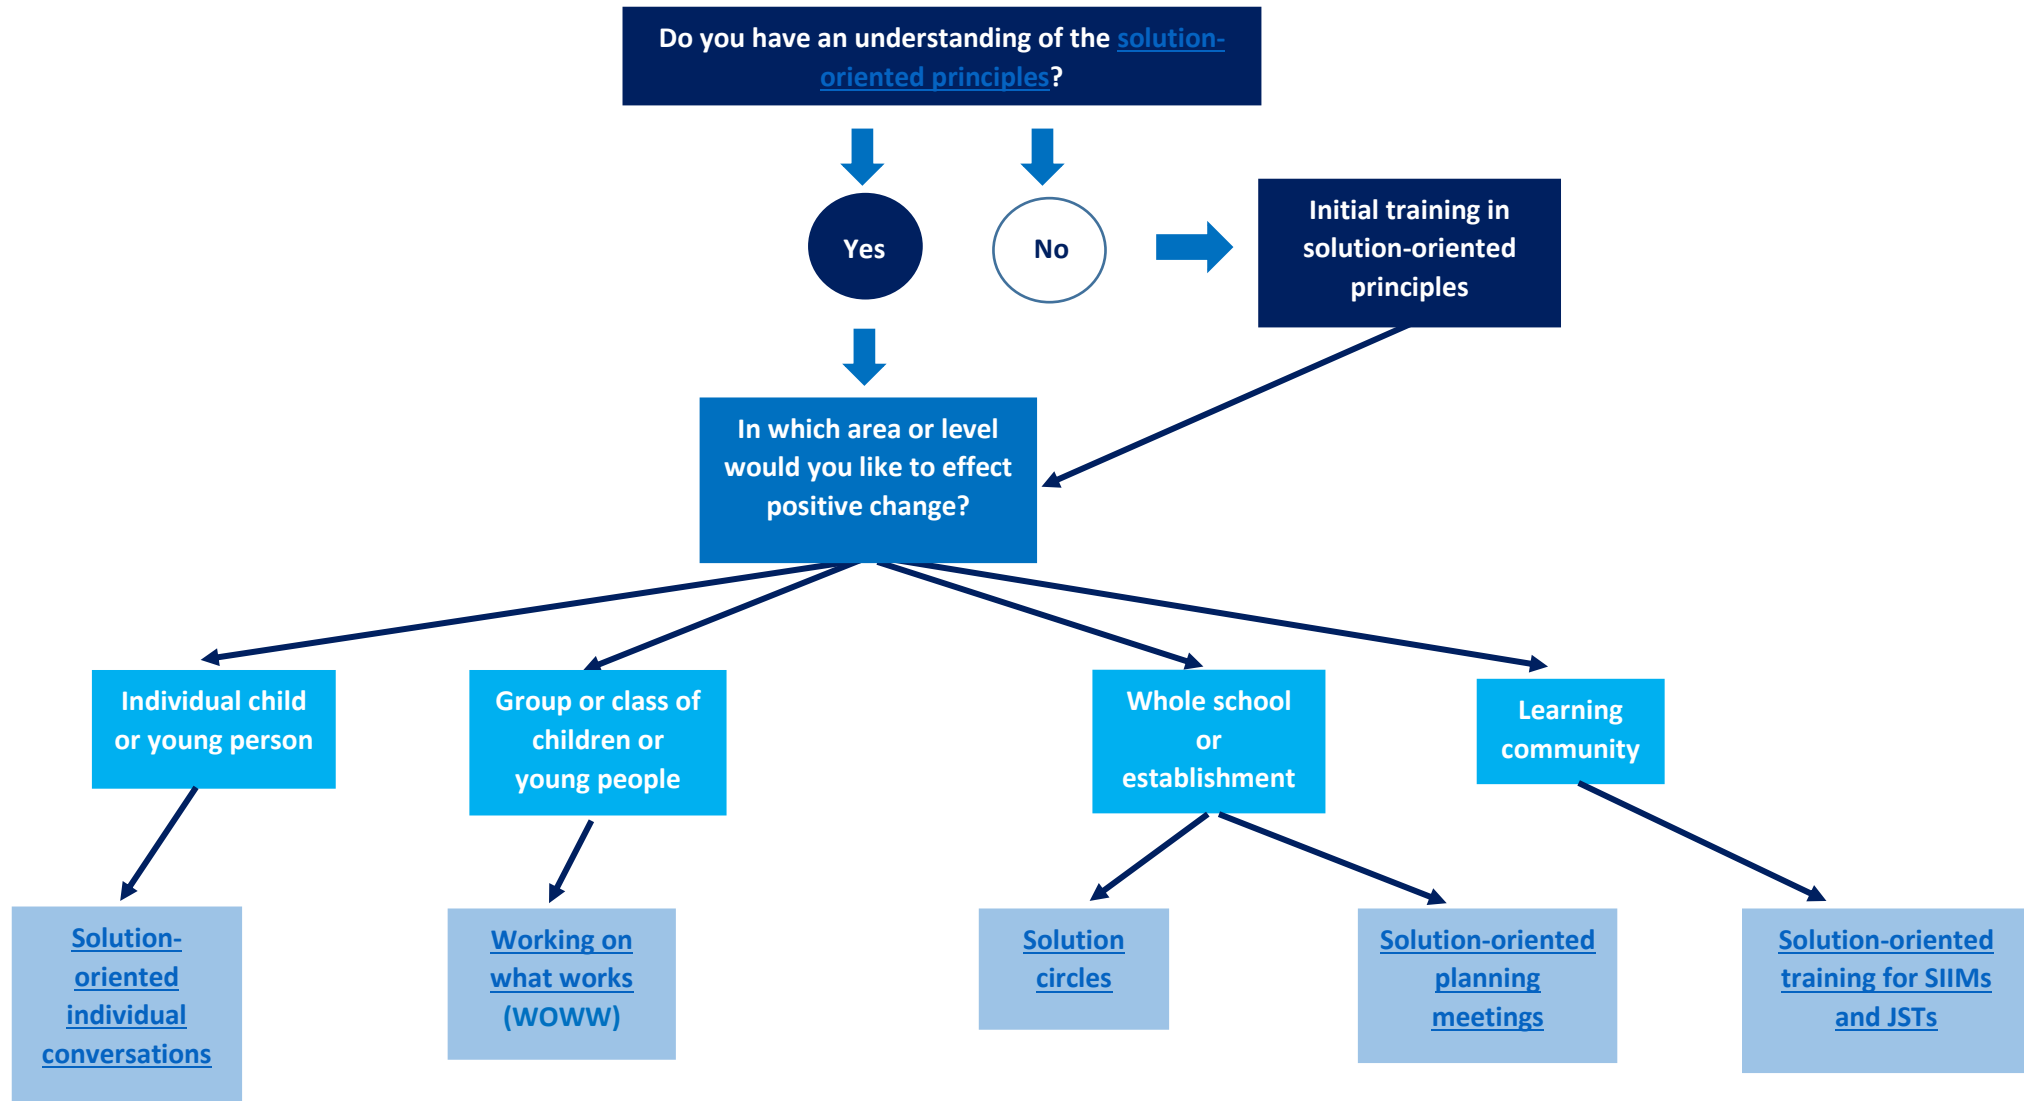 Do you have an understanding of the solution-
oriented principles?
Yes
No
Initial training in
solution-oriented
principles
In which area or level
would you like to effect
positive change?
Individual child
or young person
Group or class of
children or
young people
Whole school
or
establishment
Learning
community
Solution-
oriented
individual
conversations
Working on
what works
(WOWW)
Solution
circles
Solution-oriented
planning
meetings
Solution-oriented
training for SIIMs
and JSTs